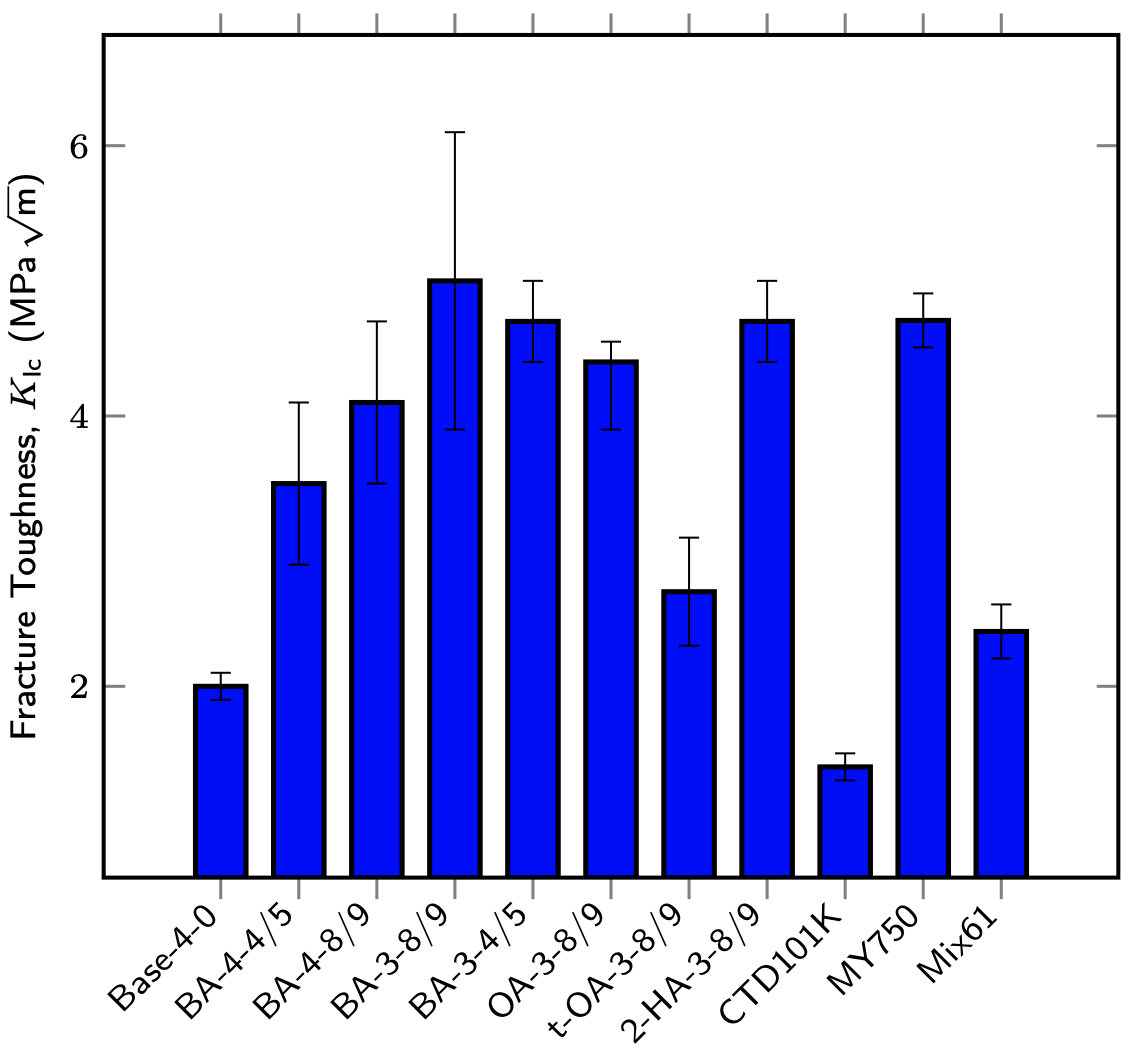 Fracture Toughness, K_Ic (MPa √m)
6
4
2
Base-4-0
BA-4-4/5
BA-4-8/9
BA-3-8/9
BA-3-4/5
OA-3-8/9
t-OA-3-8/9
2-HA-3-8/9
CTD101K
MY750
Mix61